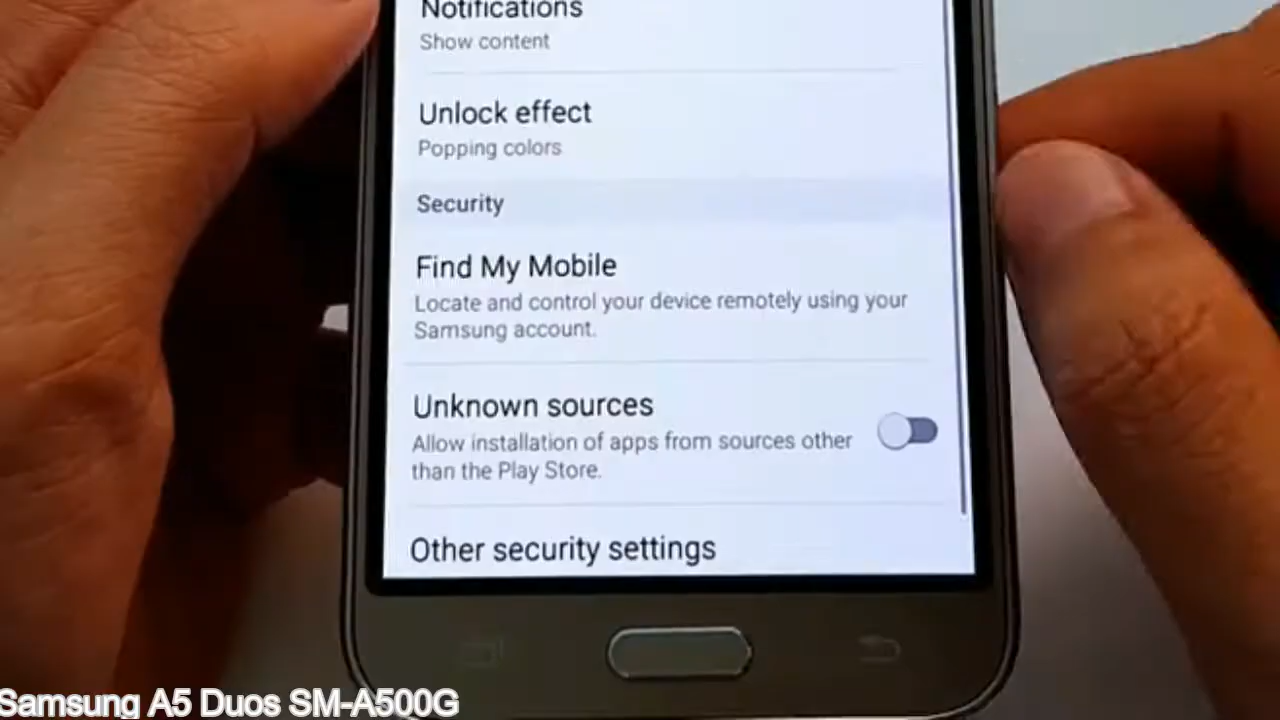 Notifications
Show content
Unlock effect
Popping colors
Security
Find My Mobile
Locate and control your device remotely using your
Samsung account.
Unknown sources
Allow installation of apps from sources other
than the Play Store.
Other security settings
Samsung A5 Duos SM-A500G